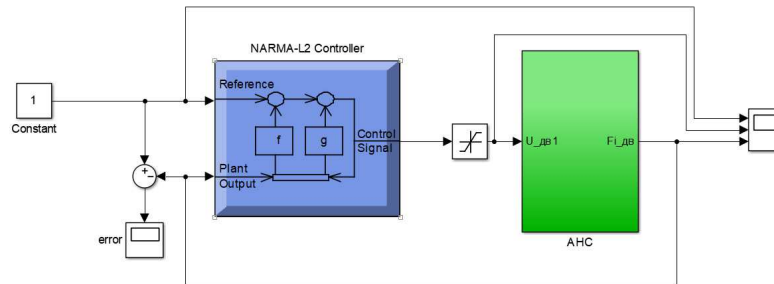 NARMA-L2 Controller
Reference
1
Constant
f
g
Control
Signal
U_дв1
Fi_дв
Plant
Output
+
−
error
АНС